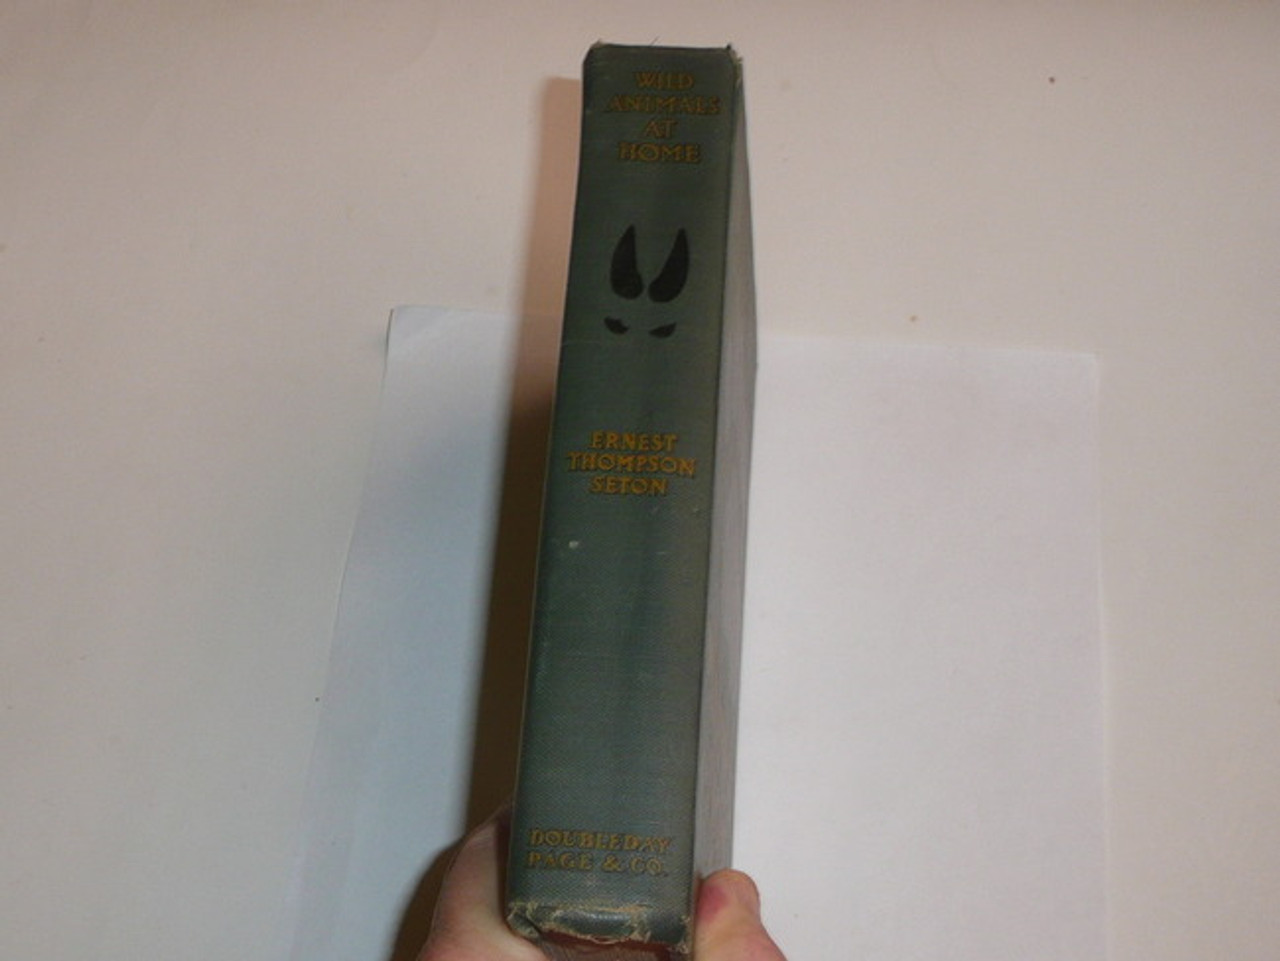 WILD
ANIMALS
AT
HOME
ERNEST
THOMPSON
SETON
DOUBLEDAY
PAGE & CO.